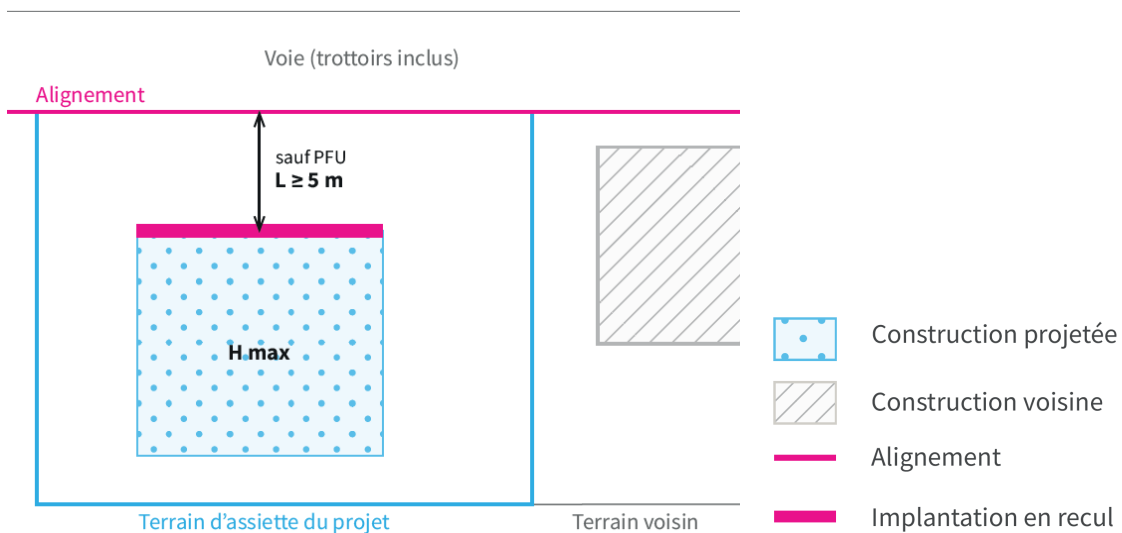 Voie (trottoirs inclus)
Alignement
sauf PFU
L ≥ 5 m
H max
Terrain d'assiette du projet
Terrain voisin
Construction projetée
Construction voisine
Alignement
Implantation en recul